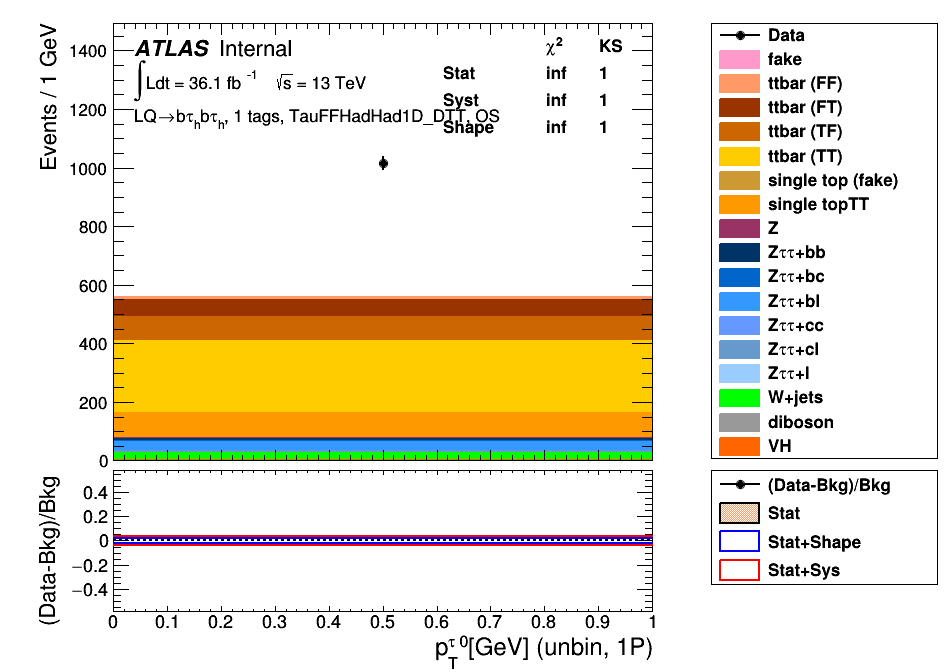 Events / 1 GeV
1400
1200
1000
800
600
400
200
0
ATLAS Internal
∫Ldt = 36.1 fb⁻¹ √s = 13 TeV
LQ→bτₕbτₕ, 1 tags, TauFFHadHad1D_DTT, OS
χ² KS
Stat inf 1
Syst inf 1
Shape inf 1
Data
fake
ttbar (FF)
ttbar (FT)
ttbar (TF)
ttbar (TT)
single top (fake)
single topTT
Z
Zττ+bb
Zττ+bc
Zττ+bl
Zττ+cc
Zττ+cl
Zττ+l
W+jets
diboson
VH
(Data-Bkg)/Bkg
0.4
0.2
0
−0.2
−0.4
0 0.1 0.2 0.3 0.4 0.5 0.6 0.7 0.8 0.9 1
p_T^τ 0[GeV] (unbin, 1P)
(Data-Bkg)/Bkg
Stat
Stat+Shape
Stat+Sys